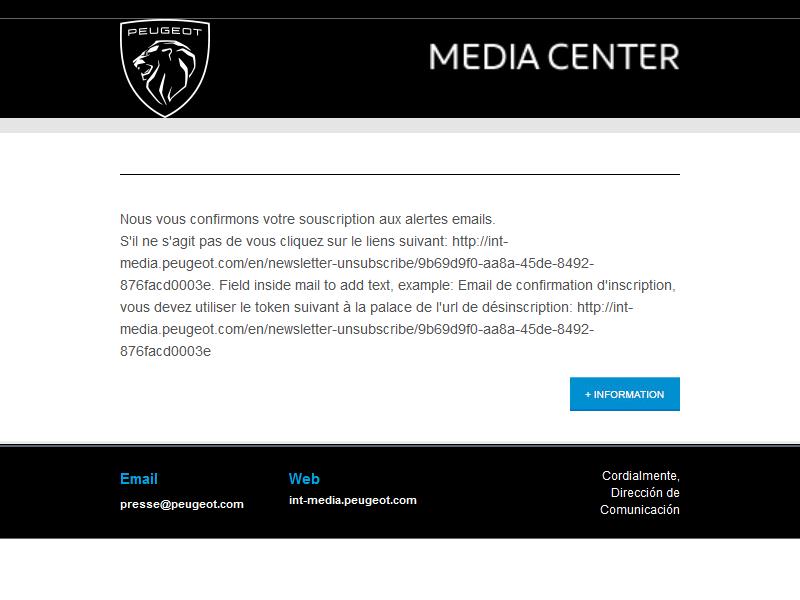 PEUGEOT
MEDIA CENTER
Nous vous confirmons votre souscription aux alertes emails.
S'il ne s'agit pas de vous cliquez sur le liens suivant: http://int-
media.peugeot.com/en/newsletter-unsubscribe/9b69d9f0-aa8a-45de-8492-
876facd0003e. Field inside mail to add text, example: Email de confirmation d'inscription,
vous devez utiliser le token suivant à la palace de l'url de désinscription: http://int-
media.peugeot.com/en/newsletter-unsubscribe/9b69d9f0-aa8a-45de-8492-
876facd0003e
+ INFORMATION
Email
presse@peugeot.com
Web
int-media.peugeot.com
Cordialmente,
Dirección de
Comunicación